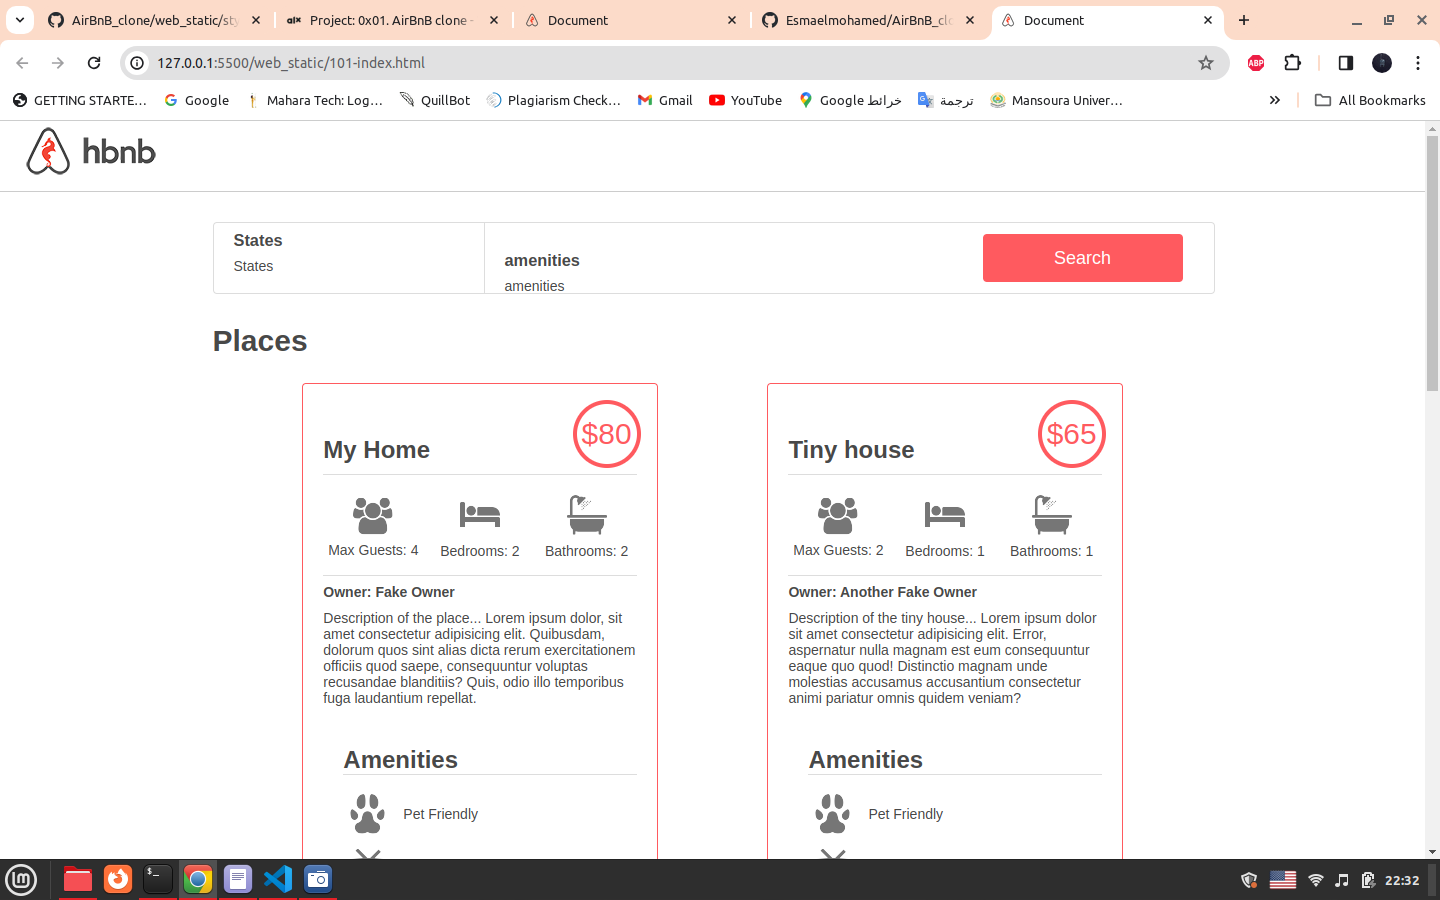 AirBnB_clone/web_static/sty
Project: 0x01. AirBnB clone -
Document
Esmaelmohamed/AirBnB_clo
Document
127.0.0.1:5500/web_static/101-index.html
ABP
GETTING STARTE…
Google
Mahara Tech: Log…
QuillBot
Plagiarism Check…
Gmail
YouTube
خرائط Google
ترجمة
Mansoura Univer…
All Bookmarks
hbnb
States
States
amenities
amenities
Search
Places
$80
My Home
Max Guests: 4
Bedrooms: 2
Bathrooms: 2
Owner: Fake Owner
Description of the place... Lorem ipsum dolor, sit
amet consectetur adipisicing elit. Quibusdam,
dolorum quos sint alias dicta rerum exercitationem
officiis quod saepe, consequuntur voluptas
recusandae blanditiis? Quis, odio illo temporibus
fuga laudantium repellat.
Amenities
Pet Friendly
$65
Tiny house
Max Guests: 2
Bedrooms: 1
Bathrooms: 1
Owner: Another Fake Owner
Description of the tiny house... Lorem ipsum dolor
sit amet consectetur adipisicing elit. Error,
aspernatur nulla magnam est eum consequuntur
eaque quo quod! Distinctio magnam unde
molestias accusamus accusantium consectetur
animi pariatur omnis quidem veniam?
Amenities
Pet Friendly
22:32